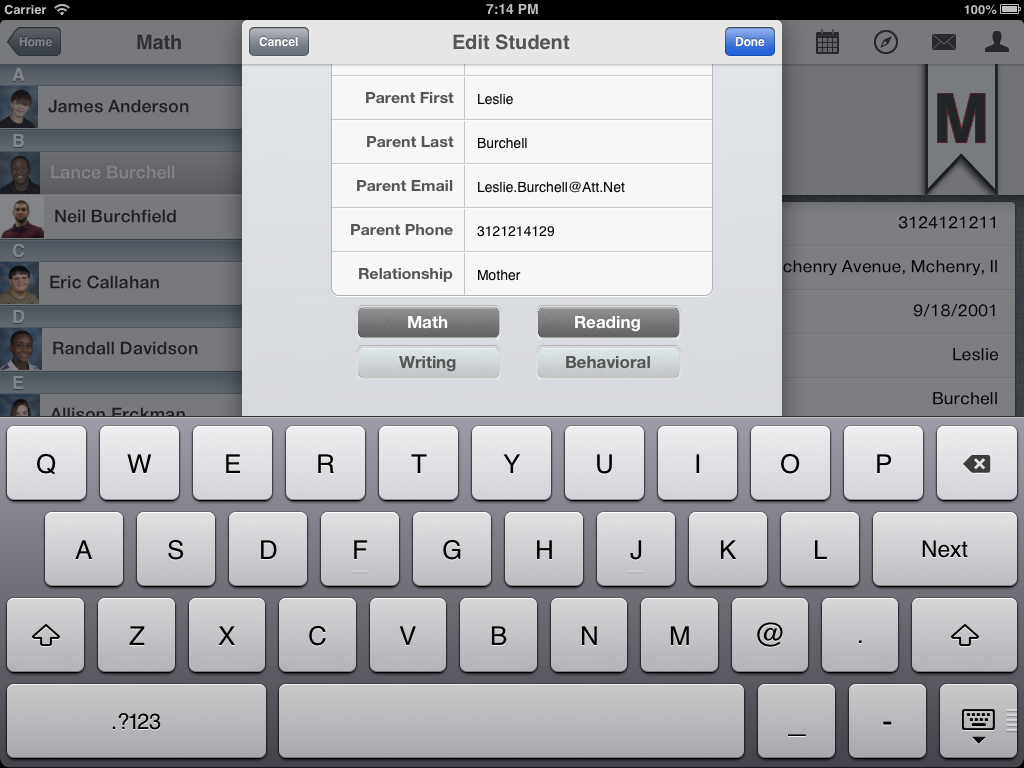 Carrier 7:14 PM 100%
Home Math Cancel Edit Student Done
A
James Anderson
B
Lance Burchell
Neil Burchfield
C
Eric Callahan
D
Randall Davidson
E
Allison Erckman
Parent First Leslie
Parent Last Burchell
Parent Email Leslie.Burchell@Att.Net
Parent Phone 3121214129
Relationship Mother
Math Reading
Writing Behavioral
M
3124121211
chenry Avenue, Mchenry, Il
9/18/2001
Leslie
Burchell
Q W E R T Y U I O P
A S D F G H J K L Next
Z X C V B N M @ .
.?123 _ -